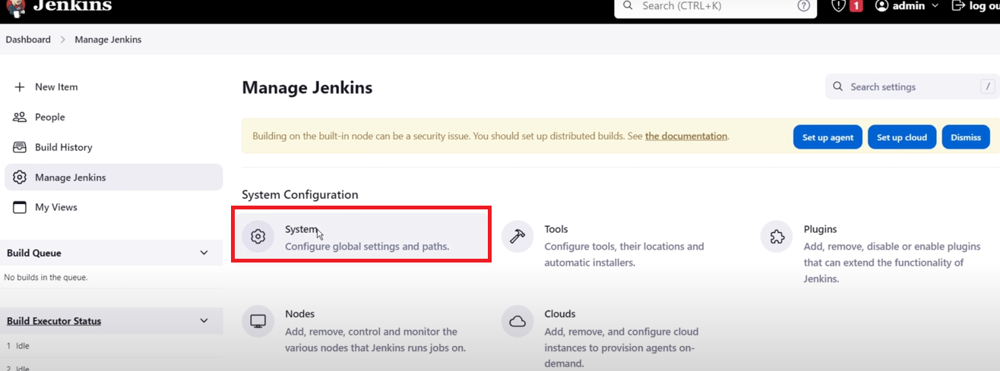 Jenkins
Search (CTRL+K)
1
admin
log ou
Dashboard > Manage Jenkins
New Item
People
Build History
Manage Jenkins
My Views
Build Queue
No builds in the queue.
Build Executor Status
1 Idle
2 Idle
Manage Jenkins
Search settings /
Building on the built-in node can be a security issue. You should set up distributed builds. See the documentation.
Set up agent
Set up cloud
Dismiss
System Configuration
System
Configure global settings and paths.
Tools
Configure tools, their locations and
automatic installers.
Plugins
Add, remove, disable or enable plugins
that can extend the functionality of
Jenkins.
Nodes
Add, remove, control and monitor the
various nodes that Jenkins runs jobs on.
Clouds
Add, remove, and configure cloud
instances to provision agents on-
demand.